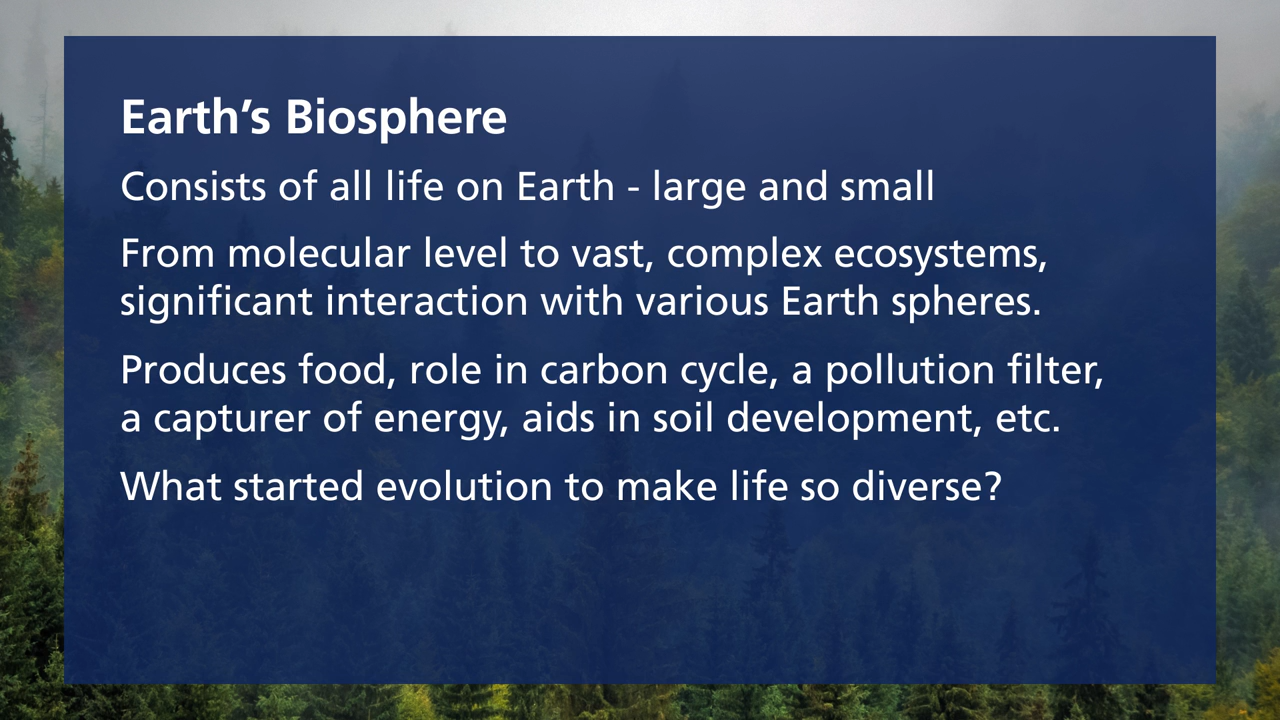 Earth’s Biosphere
Consists of all life on Earth - large and small
From molecular level to vast, complex ecosystems,
significant interaction with various Earth spheres.
Produces food, role in carbon cycle, a pollution filter,
a capturer of energy, aids in soil development, etc.
What started evolution to make life so diverse?